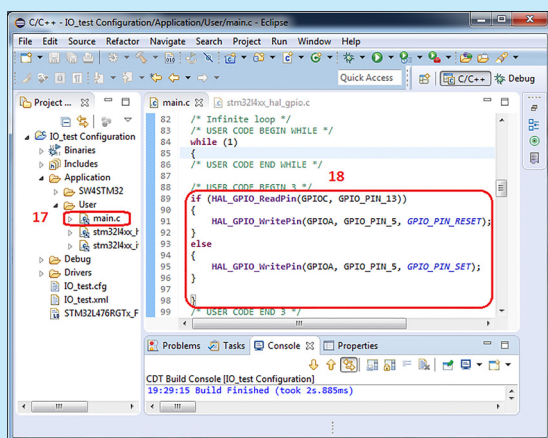 C/C++ - IO_test Configuration/Application/User/main.c - Eclipse
File Edit Source Refactor Navigate Search Project Run Window Help
Quick Access C/C++ Debug
Project ...
IO_test Configuration
Binaries
Includes
Application
SW4STM32
User
17
main.c
stm32l4xx_h
stm32l4xx_i
Debug
Drivers
IO_test.cfg
IO_test.xml
STM32L476RGTx_F
main.c stm32l4xx_hal_gpio.c
82 /* Infinite loop */
83 /* USER CODE BEGIN WHILE */
84 while (1)
85 {
86 /* USER CODE END WHILE */
87
18
88 /* USER CODE BEGIN 3 */
89 if (HAL_GPIO_ReadPin(GPIOC, GPIO_PIN_13))
90 {
91 HAL_GPIO_WritePin(GPIOA, GPIO_PIN_5, GPIO_PIN_RESET);
92 }
93 else
94 {
95 HAL_GPIO_WritePin(GPIOA, GPIO_PIN_5, GPIO_PIN_SET);
96 }
97
98 }
99 /* USER CODE END 3 */
Problems Tasks Console Properties
CDT Build Console [IO_test Configuration]
19:29:15 Build Finished (took 2s.885ms)